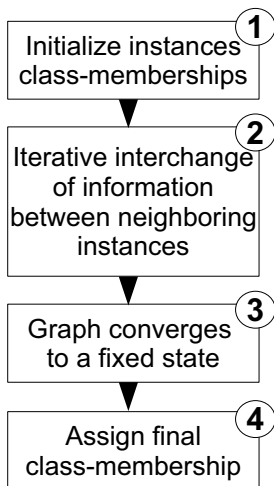 1
Initialize instances
class-memberships
2
Iterative interchange
of information
between neighboring
instances
3
Graph converges
to a fixed state
4
Assign final
class-membership